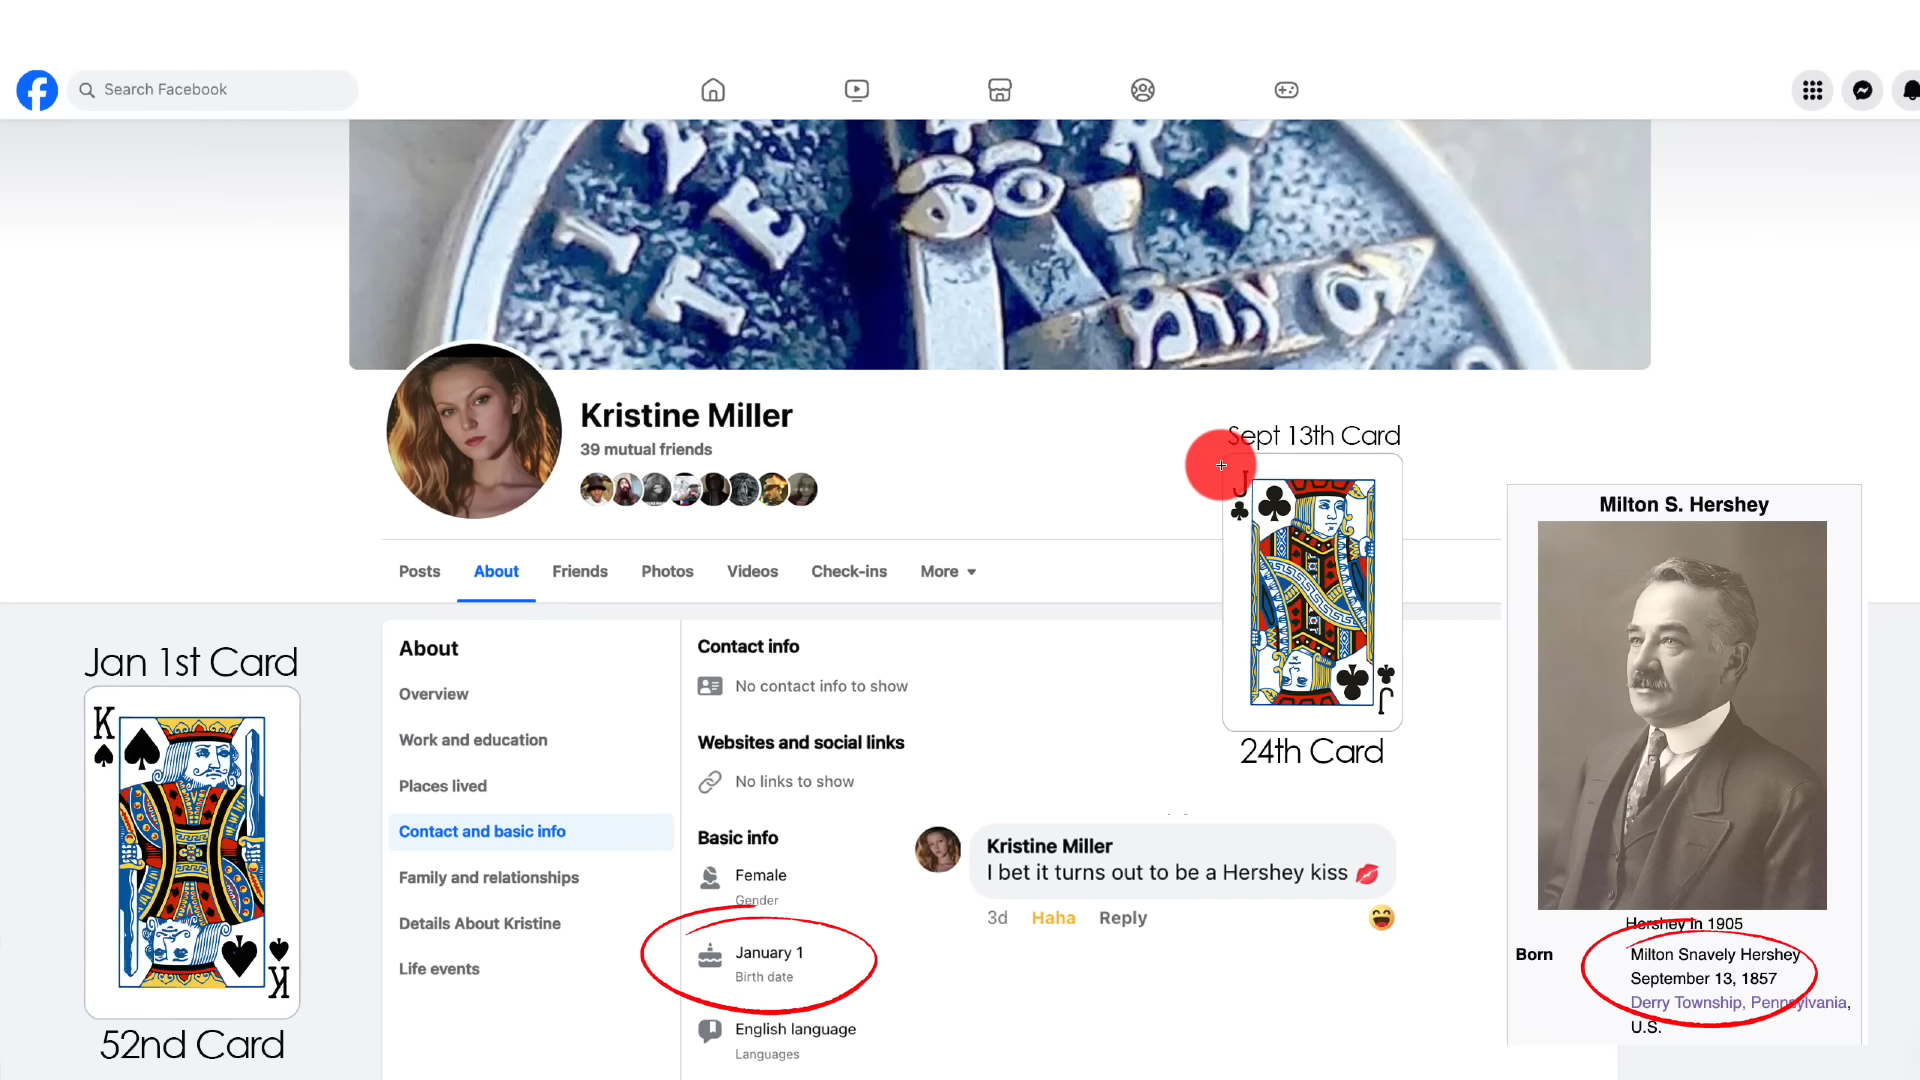 Search Facebook
Kristine Miller
39 mutual friends
Posts
About
Friends
Photos
Videos
Check-ins
More
Sept 13th Card
J
J
24th Card
Jan 1st Card
K
K
52nd Card
About
Overview
Work and education
Places lived
Contact and basic info
Family and relationships
Details About Kristine
Life events
Contact info
No contact info to show
Websites and social links
No links to show
Basic info
Female
Gender
January 1
Birth date
English language
Languages
Kristine Miller
I bet it turns out to be a Hershey kiss 💋
3d Haha Reply
Milton S. Hershey
Hershey in 1905
Born
Milton Snavely Hershey
September 13, 1857
Derry Township, Pennsylvania,
U.S.